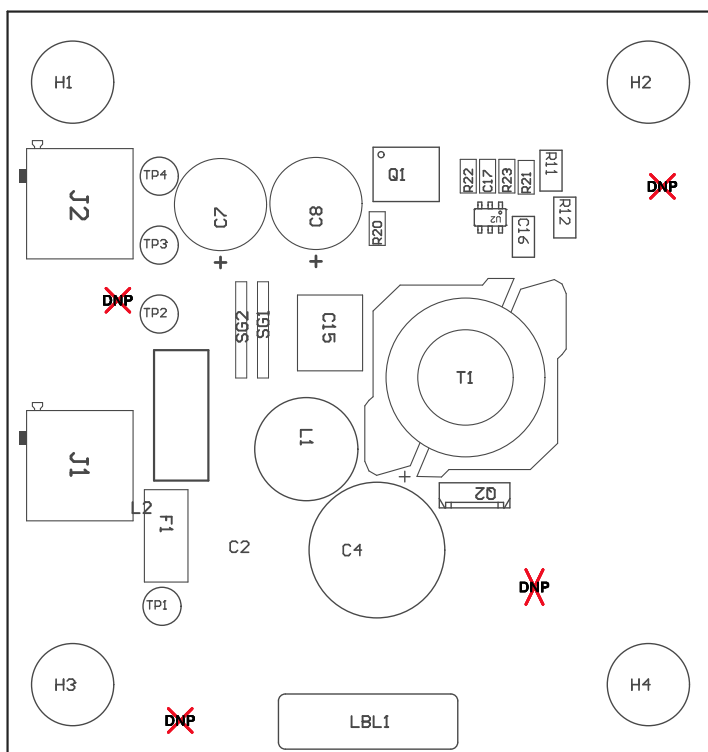 H1
H2
J2
TP4
C7
C8
Q1
R22
C17
R23
R21
R11
DNP
R12
U2
R20
C16
TP3
+
+
DNP
TP2
SG2
SG1
C15
T1
L1
J1
+
Q2
L2
F1
C2
C4
DNP
TP1
H3
H4
DNP
LBL1